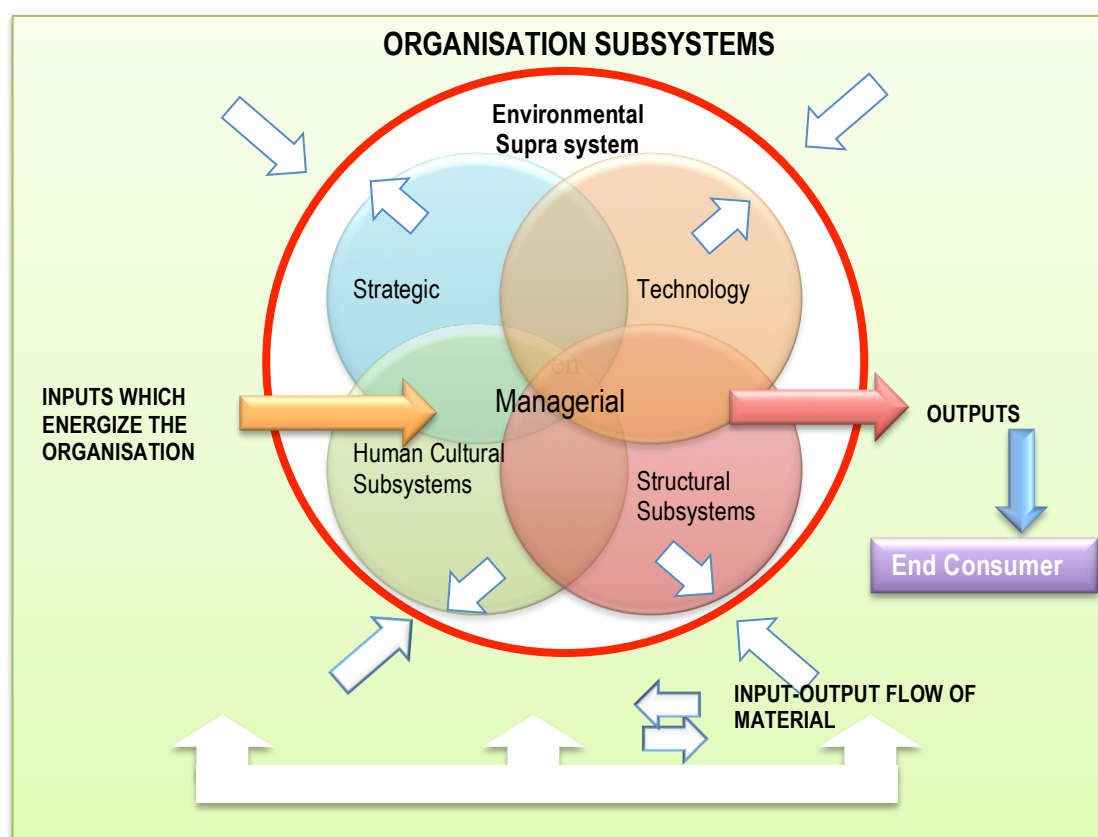 ORGANISATION SUBSYSTEMS
Environmental
Supra system
Strategic
Technology
en
Managerial
INPUTS WHICH
ENERGIZE THE
ORGANISATION
OUTPUTS
Human Cultural
Subsystems
Structural
Subsystems
End Consumer
INPUT-OUTPUT FLOW OF
MATERIAL